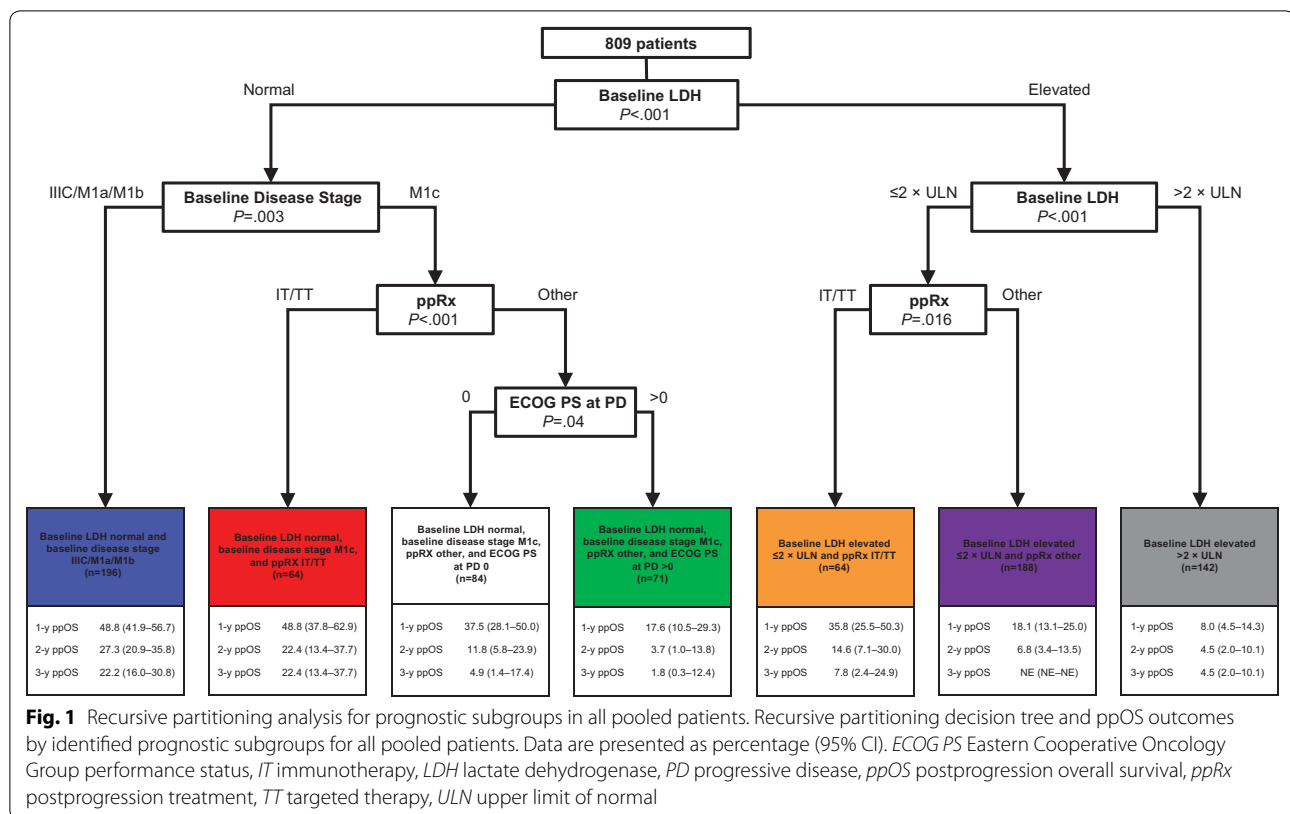 809 patients
Normal
Elevated
Baseline LDH
P<.001
IIIC/M1a/M1b
M1c
Baseline Disease Stage
P=.003
≤2 × ULN
>2 × ULN
Baseline LDH
P<.001
IT/TT
Other
ppRx
P<.001
IT/TT
Other
ppRx
P=.016
0
>0
ECOG PS at PD
P=.04
Baseline LDH normal and
baseline disease stage
IIIC/M1a/M1b
(n=196)
1-y ppOS 48.8 (41.9–56.7)
2-y ppOS 27.3 (20.9–35.8)
3-y ppOS 22.2 (16.0–30.8)
Baseline LDH normal,
baseline disease stage M1c,
and ppRX IT/TT
(n=64)
1-y ppOS 48.8 (37.8–62.9)
2-y ppOS 22.4 (13.4–37.7)
3-y ppOS 22.4 (13.4–37.7)
Baseline LDH normal,
baseline disease stage M1c,
ppRX other, and ECOG PS
at PD 0
(n=84)
1-y ppOS 37.5 (28.1–50.0)
2-y ppOS 11.8 (5.8–23.9)
3-y ppOS 4.9 (1.4–17.4)
Baseline LDH normal,
baseline disease stage M1c,
ppRX other, and ECOG PS
at PD >0
(n=71)
1-y ppOS 17.6 (10.5–29.3)
2-y ppOS 3.7 (1.0–13.8)
3-y ppOS 1.8 (0.3–12.4)
Baseline LDH elevated
≤2 × ULN and ppRx IT/TT
(n=64)
1-y ppOS 35.8 (25.5–50.3)
2-y ppOS 14.6 (7.1–30.0)
3-y ppOS 7.8 (2.4–24.9)
Baseline LDH elevated
≤2 × ULN and ppRx other
(n=188)
1-y ppOS 18.1 (13.1–25.0)
2-y ppOS 6.8 (3.4–13.5)
3-y ppOS NE (NE–NE)
Baseline LDH elevated
>2 × ULN
(n=142)
1-y ppOS 8.0 (4.5–14.3)
2-y ppOS 4.5 (2.0–10.1)
3-y ppOS 4.5 (2.0–10.1)
Fig. 1 Recursive partitioning analysis for prognostic subgroups in all pooled patients. Recursive partitioning decision tree and ppOS outcomes
by identified prognostic subgroups for all pooled patients. Data are presented as percentage (95% CI). ECOG PS Eastern Cooperative Oncology
Group performance status, IT immunotherapy, LDH lactate dehydrogenase, PD progressive disease, ppOS postprogression overall survival, ppRx
postprogression treatment, TT targeted therapy, ULN upper limit of normal